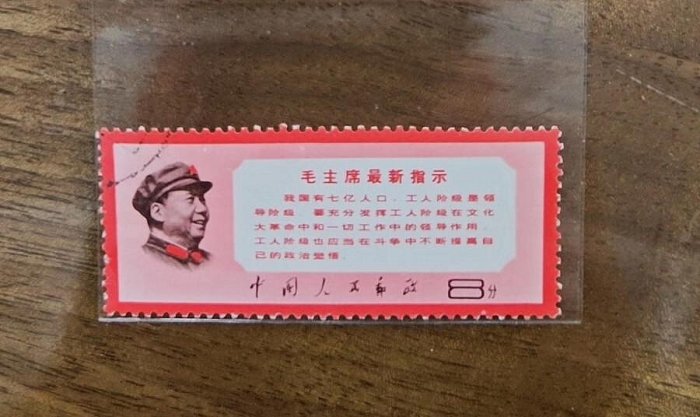 毛主席最新指示
我国有七亿人口，工人阶级是领
导阶级。要充分发挥工人阶级在文化
大革命中和一切工作中的领导作用。
工人阶级也应当在斗争中不断提高自
己的政治觉悟。
中国人民邮政 8分